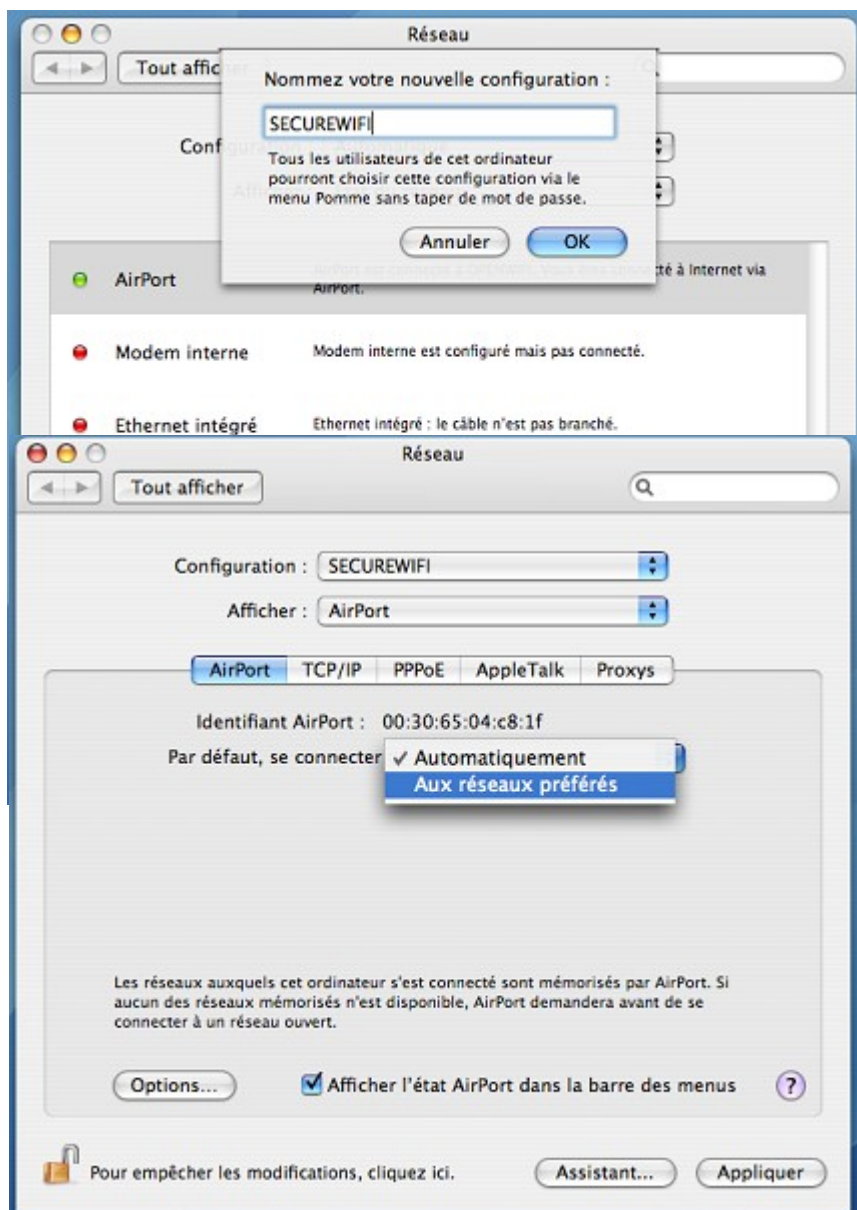 Réseau
Tout affic
Nommez votre nouvelle configuration :
SECUREWIFI
Tous les utilisateurs de cet ordinateur
pourront choisir cette configuration via le
menu Pomme sans taper de mot de passe.
Annuler OK
AirPort té à Internet via
AirPort.
Modem interne Modem interne est configuré mais pas connecté.
Ethernet intégré Ethernet intégré : le câble n'est pas branché.
Réseau
Tout afficher
Configuration : SECUREWIFI
Afficher : AirPort
AirPort TCP/IP PPPoE AppleTalk Proxys
Identifiant AirPort : 00:30:65:04:c8:1f
Par défaut, se connecter ✓ Automatiquement
Aux réseaux préférés
Les réseaux auxquels cet ordinateur s'est connecté sont mémorisés par AirPort. Si
aucun des réseaux mémorisés n'est disponible, AirPort demandera avant de se
connecter à un réseau ouvert.
Options... Afficher l'état AirPort dans la barre des menus ?
Pour empêcher les modifications, cliquez ici. Assistant... Appliquer